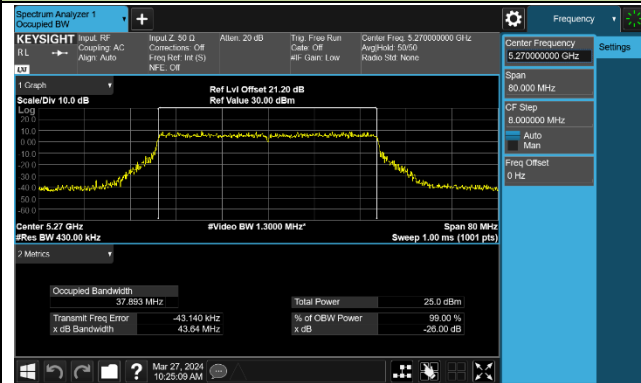 Spectrum Analyzer 1
Occupied BW
+
Frequency
KEYSIGHT
RL
LXI
Input: RF
Coupling: AC
Align: Auto
Input Z: 50 Ω
Corrections: Off
Freq Ref: Int (S)
NFE: Off
Atten: 20 dB
Trig: Free Run
Gate: Off
#IF Gain: Low
Center Freq: 5.270000000 GHz
Avg|Hold: 50/50
Radio Std: None
Center Frequency
5.270000000 GHz
Settings
Span
80.000 MHz
CF Step
8.000000 MHz
Auto
Man
Freq Offset
0 Hz
1 Graph
Scale/Div 10.0 dB
Ref Lvl Offset 21.20 dB
Ref Value 30.00 dBm
Log
20.0
10.0
0.00
-10.0
-20.0
-30.0
-40.0
-50.0
-60.0
Center 5.27 GHz
#Res BW 430.00 kHz
#Video BW 1.3000 MHz*
Span 80 MHz
Sweep 1.00 ms (1001 pts)
2 Metrics
Occupied Bandwidth
37.893 MHz
Total Power 25.0 dBm
Transmit Freq Error -43.140 kHz
% of OBW Power 99.00 %
x dB Bandwidth 43.64 MHz
x dB -26.00 dB
?
Mar 27, 2024
10:25:09 AM